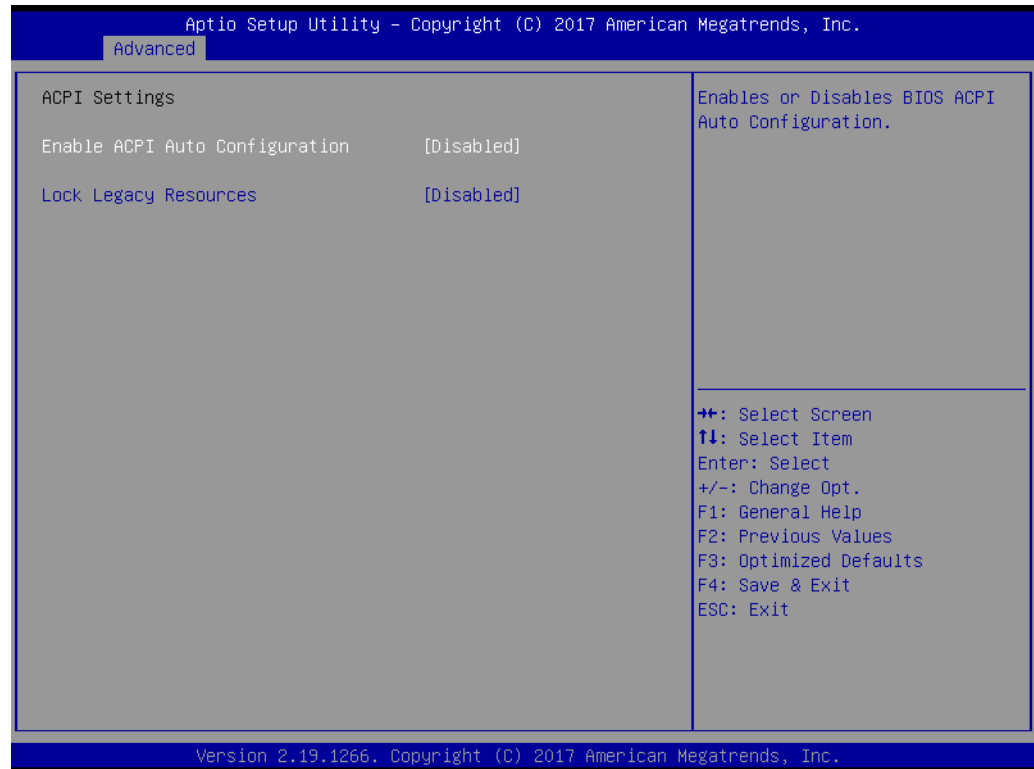 Aptio Setup Utility – Copyright (C) 2017 American Megatrends, Inc.
Advanced
ACPI Settings
Enable ACPI Auto Configuration [Disabled]
Lock Legacy Resources [Disabled]
Enables or Disables BIOS ACPI
Auto Configuration.
→←: Select Screen
↑↓: Select Item
Enter: Select
+/-: Change Opt.
F1: General Help
F2: Previous Values
F3: Optimized Defaults
F4: Save & Exit
ESC: Exit
Version 2.19.1266. Copyright (C) 2017 American Megatrends, Inc.